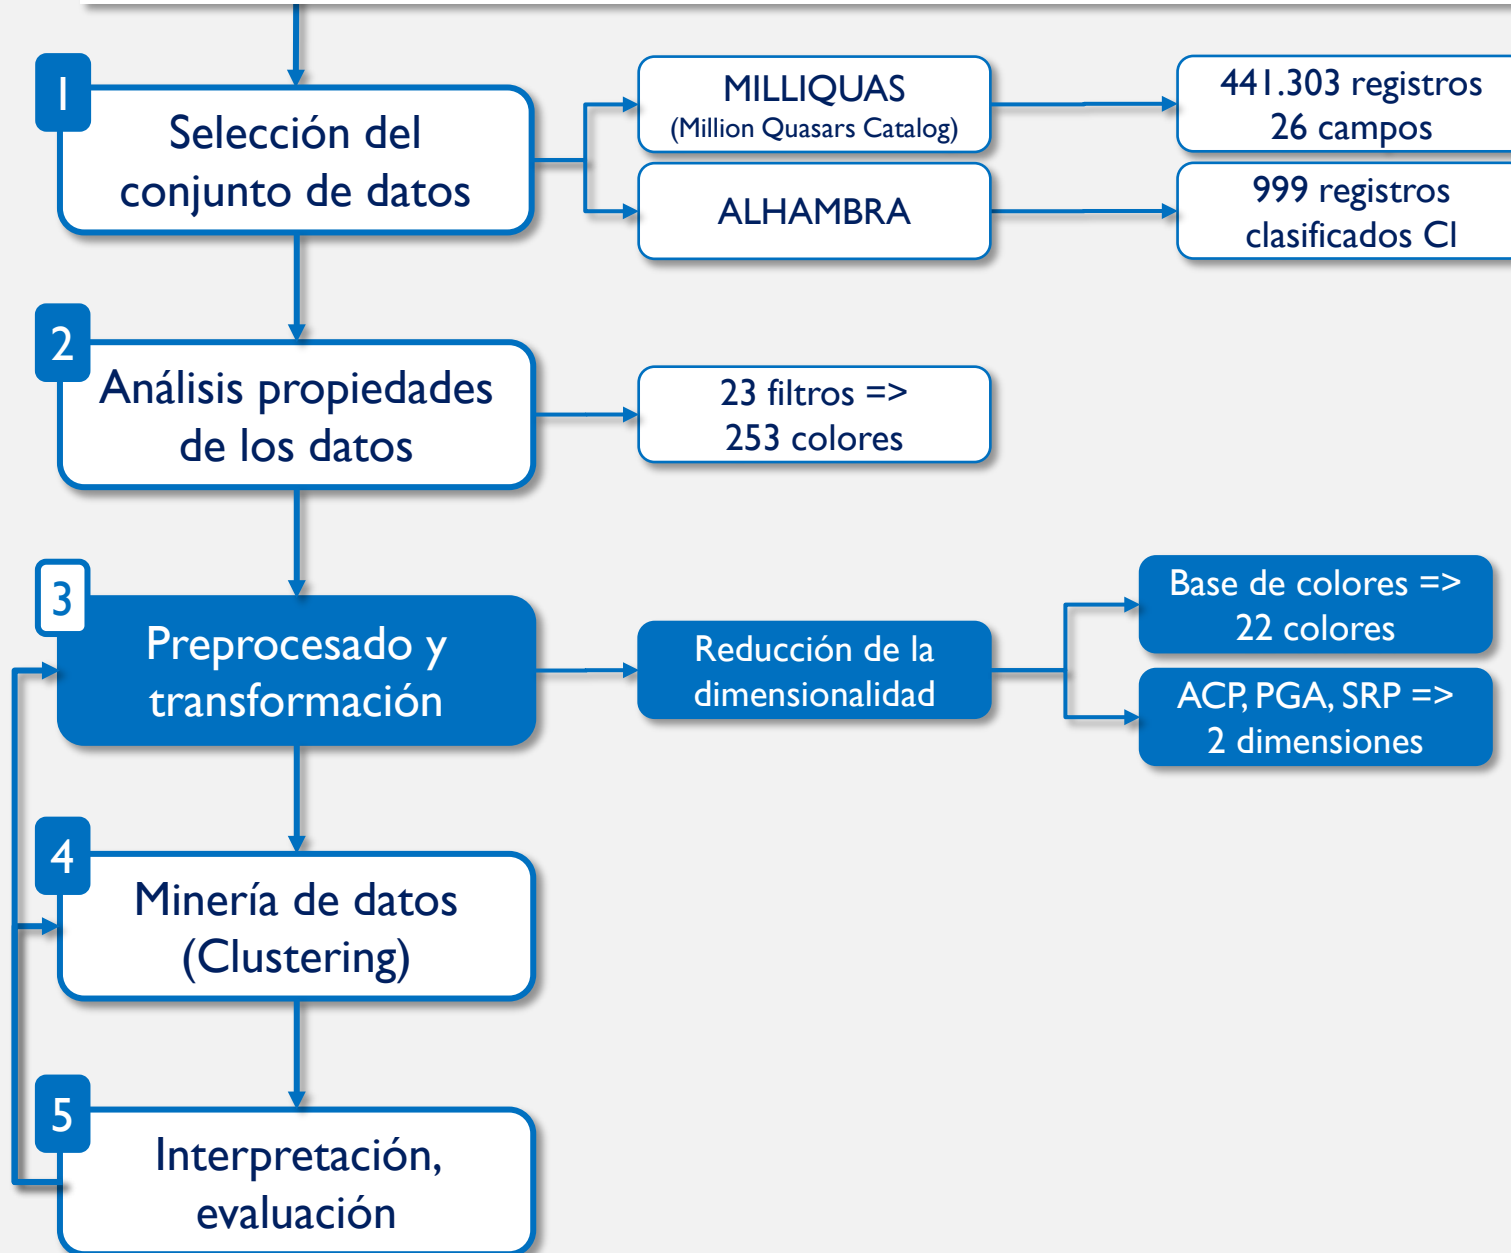 1
Selección del
conjunto de datos
MILLIQUAS
(Million Quasars Catalog)
441.303 registros
26 campos
ALHAMBRA
999 registros
clasificados Cl
2
Análisis propiedades
de los datos
23 filtros =>
253 colores
3
Preprocesado y
transformación
Reducción de la
dimensionalidad
Base de colores =>
22 colores
ACP, PGA, SRP =>
2 dimensiones
4
Minería de datos
(Clustering)
5
Interpretación,
evaluación